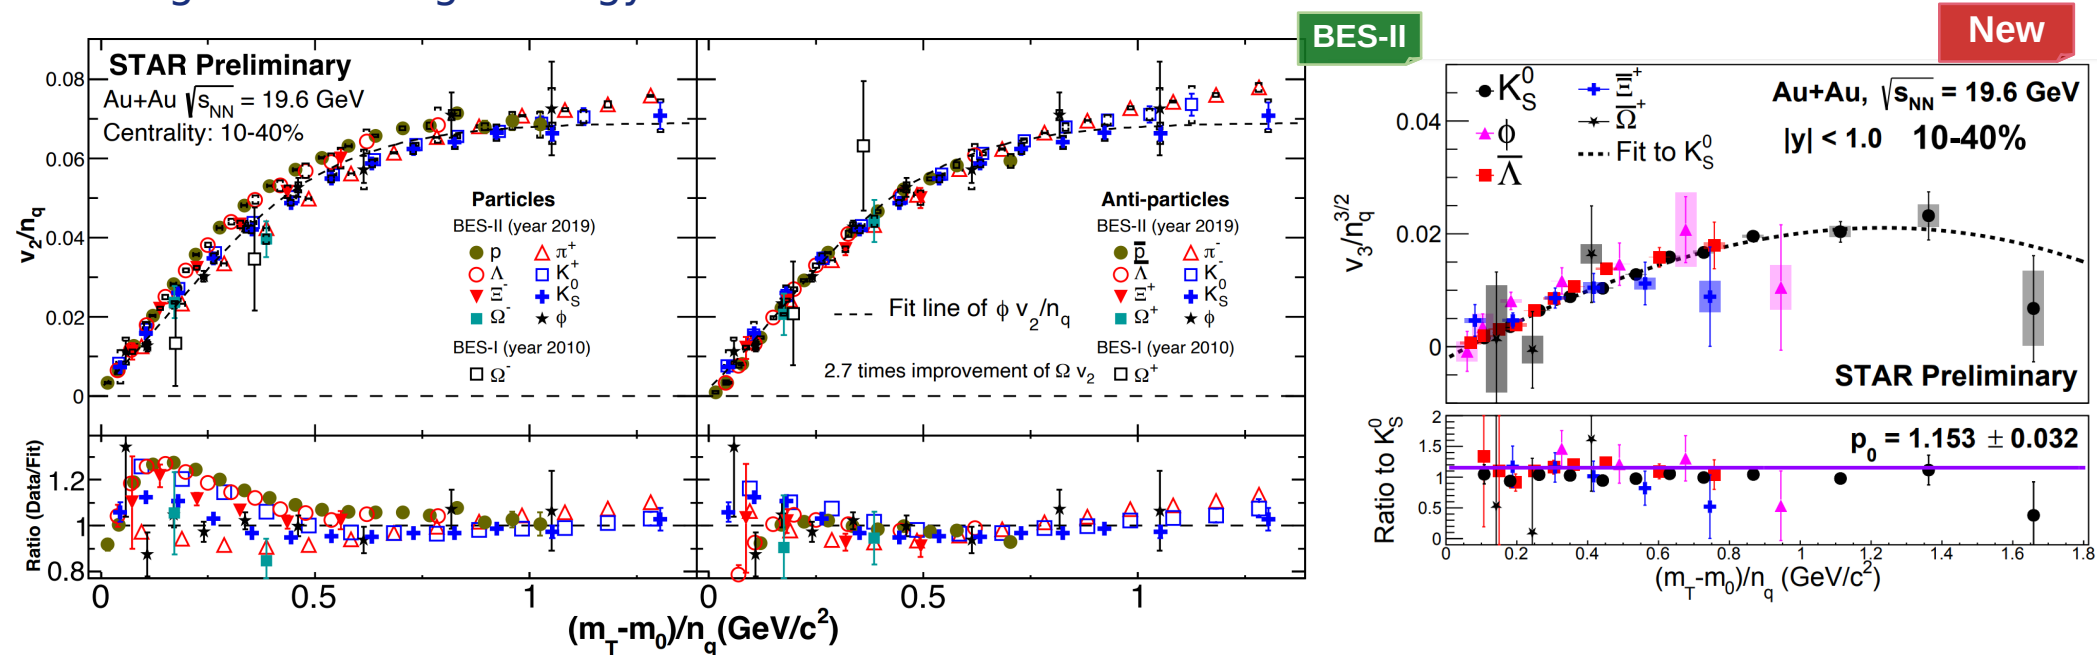 BES-II
New
STAR Preliminary
Au+Au √sNN = 19.6 GeV
Centrality: 10-40%
v2/nq
0.08
0.06
0.04
0.02
0
Particles
BES-II (year 2019)
p π+
Λ K+
Ξ- K0S
Ω- ϕ
BES-I (year 2010)
Ω-
Anti-particles
BES-II (year 2019)
p̅ π-
Λ̅ K-
Ξ̅+ K0S
Ω̅+ ϕ
BES-I (year 2010)
Ω̅+
Fit line of ϕ v2/nq
2.7 times improvement of Ω v2
Ratio (Data/Fit)
1.2
1
0.8
0 0.5 1
0 0.5 1
(mT-m0)/nq(GeV/c2)
K0S Ξ̅+
ϕ Ω̅+
Λ̅ Fit to K0S
Au+Au, √sNN = 19.6 GeV
|y| < 1.0 10-40%
v3/nq3/2
0.04
0.02
0
STAR Preliminary
Ratio to K0S
2
1.5
1
0.5
0
p0 = 1.153 ± 0.032
0 0.2 0.4 0.6 0.8 1 1.2 1.4 1.6 1.8
(mT-m0)/nq (GeV/c2)